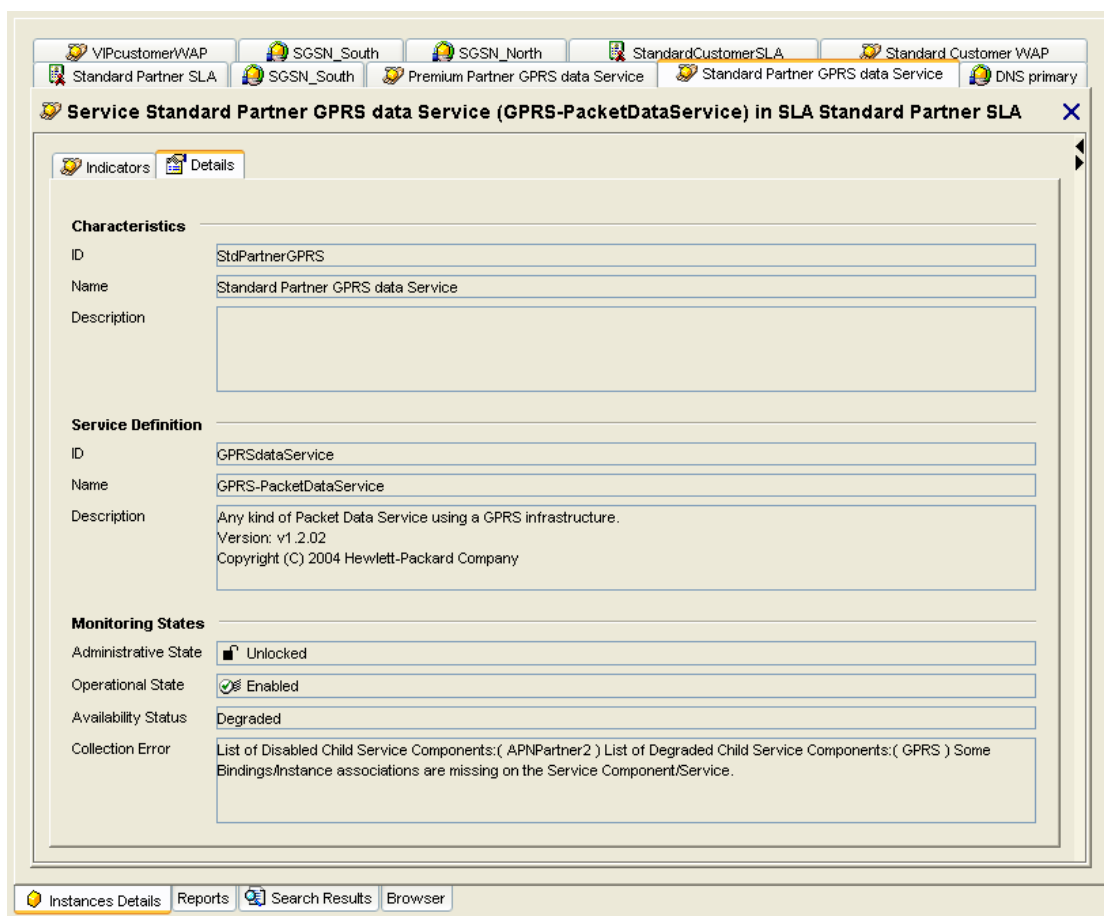 VIPcustomerWAP SGSN_South SGSN_North StandardCustomerSLA Standard Customer WAP
Standard Partner SLA SGSN_South Premium Partner GPRS data Service Standard Partner GPRS data Service DNS primary
Service Standard Partner GPRS data Service (GPRS-PacketDataService) in SLA Standard Partner SLA
Indicators Details
Characteristics
ID StdPartnerGPRS
Name Standard Partner GPRS data Service
Description
Service Definition
ID GPRSdataService
Name GPRS-PacketDataService
Description Any kind of Packet Data Service using a GPRS infrastructure.
Version: v1.2.02
Copyright (C) 2004 Hewlett-Packard Company
Monitoring States
Administrative State Unlocked
Operational State Enabled
Availability Status Degraded
Collection Error List of Disabled Child Service Components:( APNPartner2 ) List of Degraded Child Service Components:( GPRS ) Some
Bindings/Instance associations are missing on the Service Component/Service.
Instances Details Reports Search Results Browser